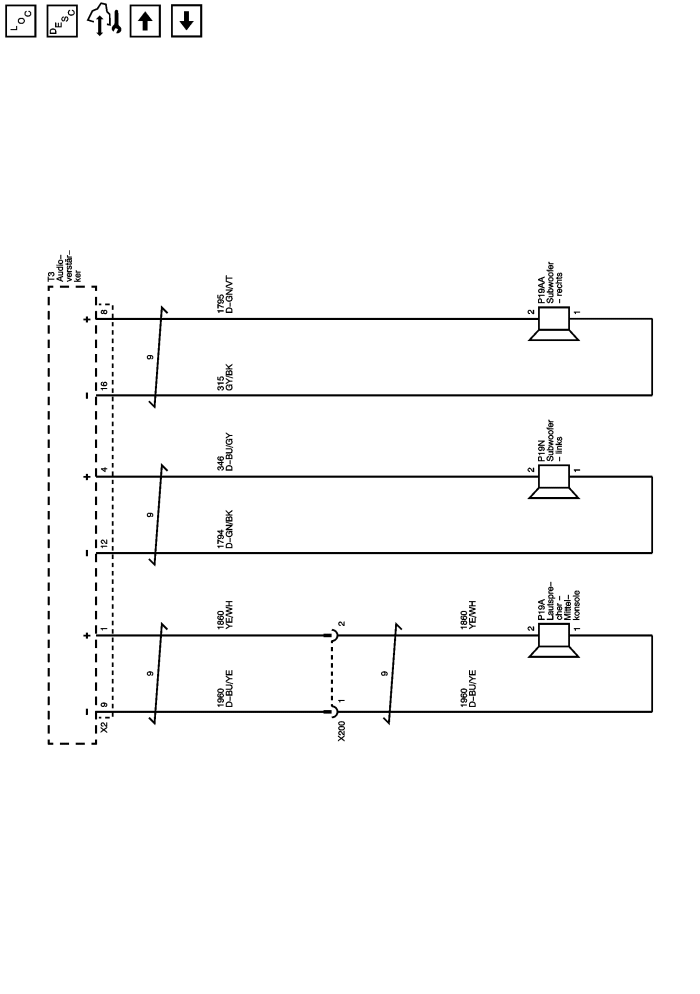 LOC
DESC
T3
Audio–
verstär–
ker
X2
9
1
12
4
16
8
–
+
–
+
–
+
9
9
9
1960
D–BU/YE
1860
YE/WH
1794
D–GN/BK
346
D–BU/GY
315
GY/BK
1795
D–GN/VT
X200
1
2
9
1960
D–BU/YE
1860
YE/WH
2
P19A
Lautspre–
cher –
Mittel–
konsole
1
2
P19N
Subwoofer
– links
1
2
P19AA
Subwoofer
– rechts
1